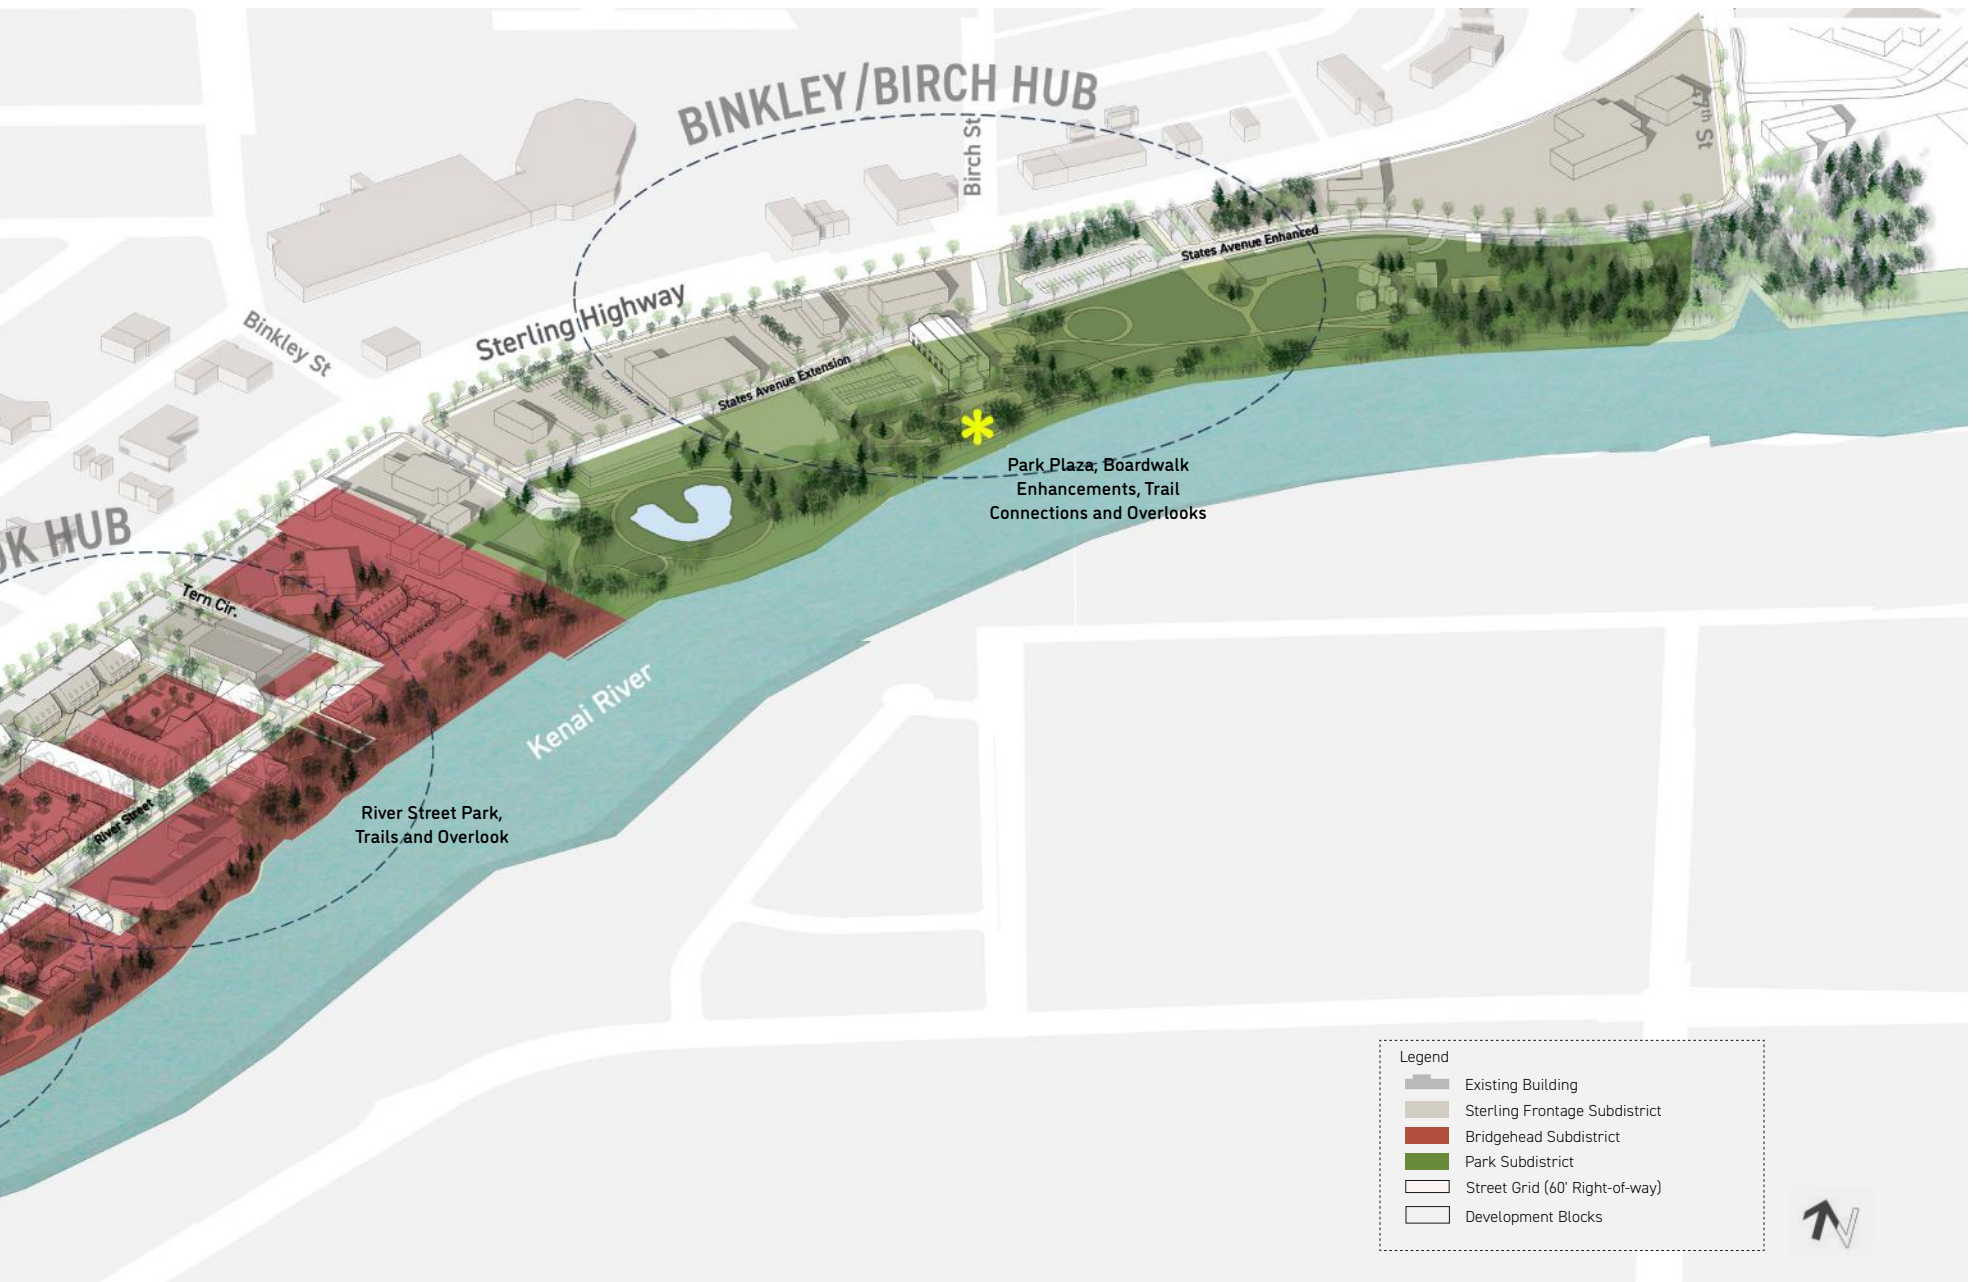 BINKLEY/BIRCH HUB
Birch St
47th St
States Avenue Enhanced
Sterling Highway
Binkley St
States Avenue Extension
Park Plaza, Boardwalk
Enhancements, Trail
Connections and Overlooks
HUB
Tern Cir.
Kenai River
River Street
River Street Park,
Trails and Overlook
Legend
Existing Building
Sterling Frontage Subdistrict
Bridgehead Subdistrict
Park Subdistrict
Street Grid (60' Right-of-way)
Development Blocks
N